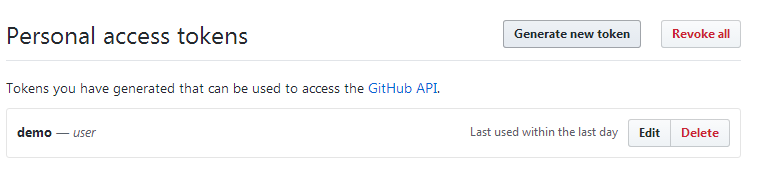 Personal access tokens Generate new token Revoke all
Tokens you have generated that can be used to access the GitHub API.
demo — user Last used within the last day Edit Delete